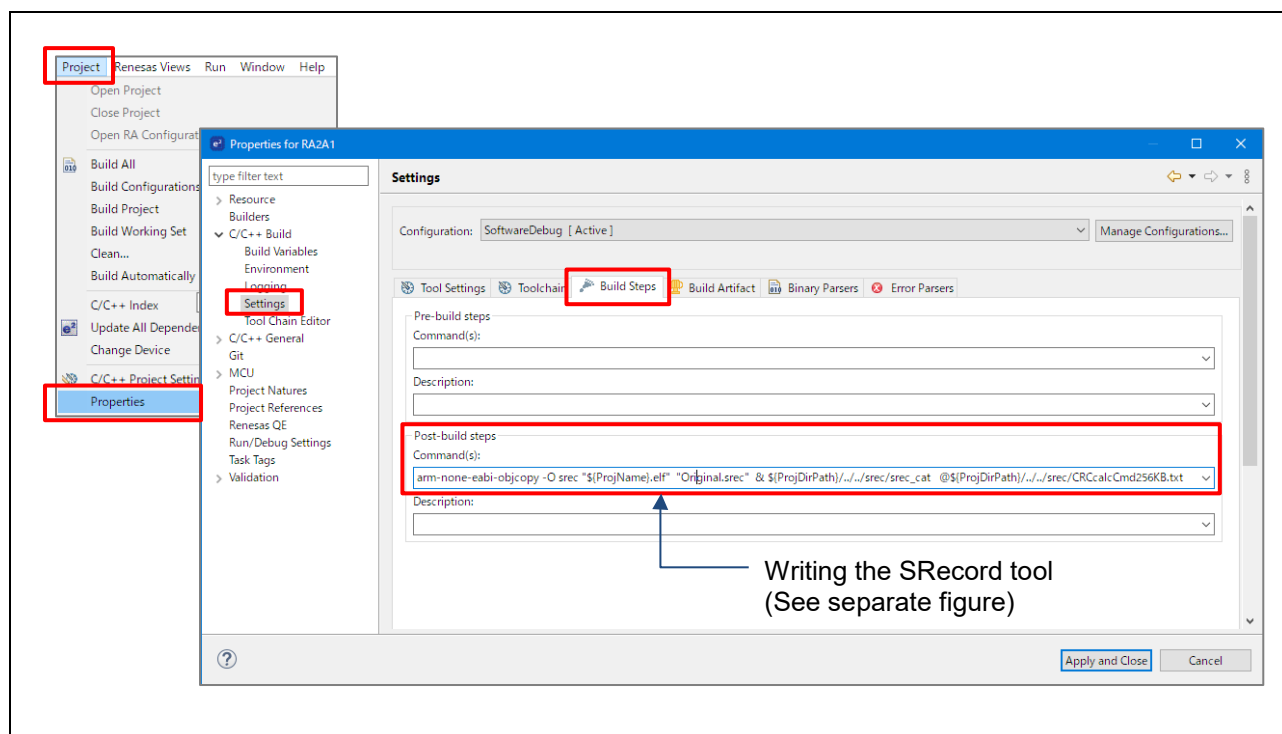 Project Renesas Views Run Window Help
Open Project
Close Project
Open RA Configurat
Build All
Build Configurations
Build Project
Build Working Set
Clean...
Build Automatically
C/C++ Index
Update All Depende
Change Device
C/C++ Project Settin
Properties
Properties for RA2A1
type filter text
Resource
Builders
C/C++ Build
Build Variables
Environment
Logging
Settings
Tool Chain Editor
C/C++ General
Git
MCU
Project Natures
Project References
Renesas QE
Run/Debug Settings
Task Tags
Validation
Settings
Configuration: SoftwareDebug [ Active ] Manage Configurations...
Tool Settings Toolchain Build Steps Build Artifact Binary Parsers Error Parsers
Pre-build steps
Command(s):
Description:
Post-build steps
Command(s):
arm-none-eabi-objcopy -O srec "${ProjName}.elf" "Original.srec" & ${ProjDirPath}/../../srec/srec_cat @${ProjDirPath}/../../srec/CRCcalcCmd256KB.txt
Description:
Writing the SRecord tool
(See separate figure)
Apply and Close Cancel